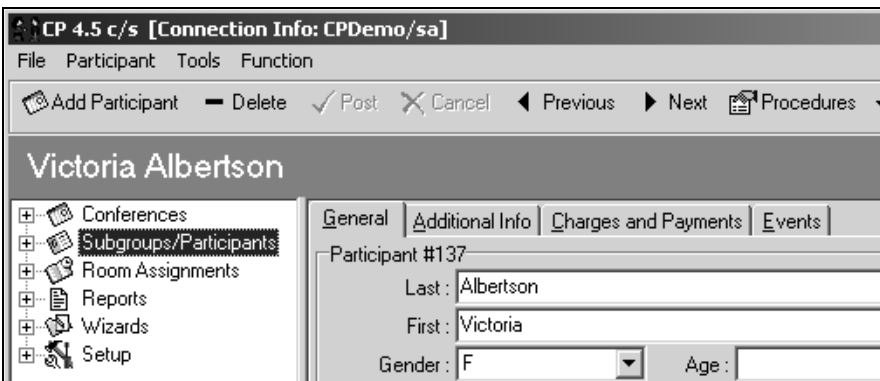 CP 4.5 c/s [Connection Info: CPDemo/sa]
File Participant Tools Function
Add Participant Delete Post Cancel Previous Next Procedures
Victoria Albertson
Conferences
Subgroups/Participants
Room Assignments
Reports
Wizards
Setup
General Additional Info Charges and Payments Events
Participant #137
Last : Albertson
First : Victoria
Gender : F Age :